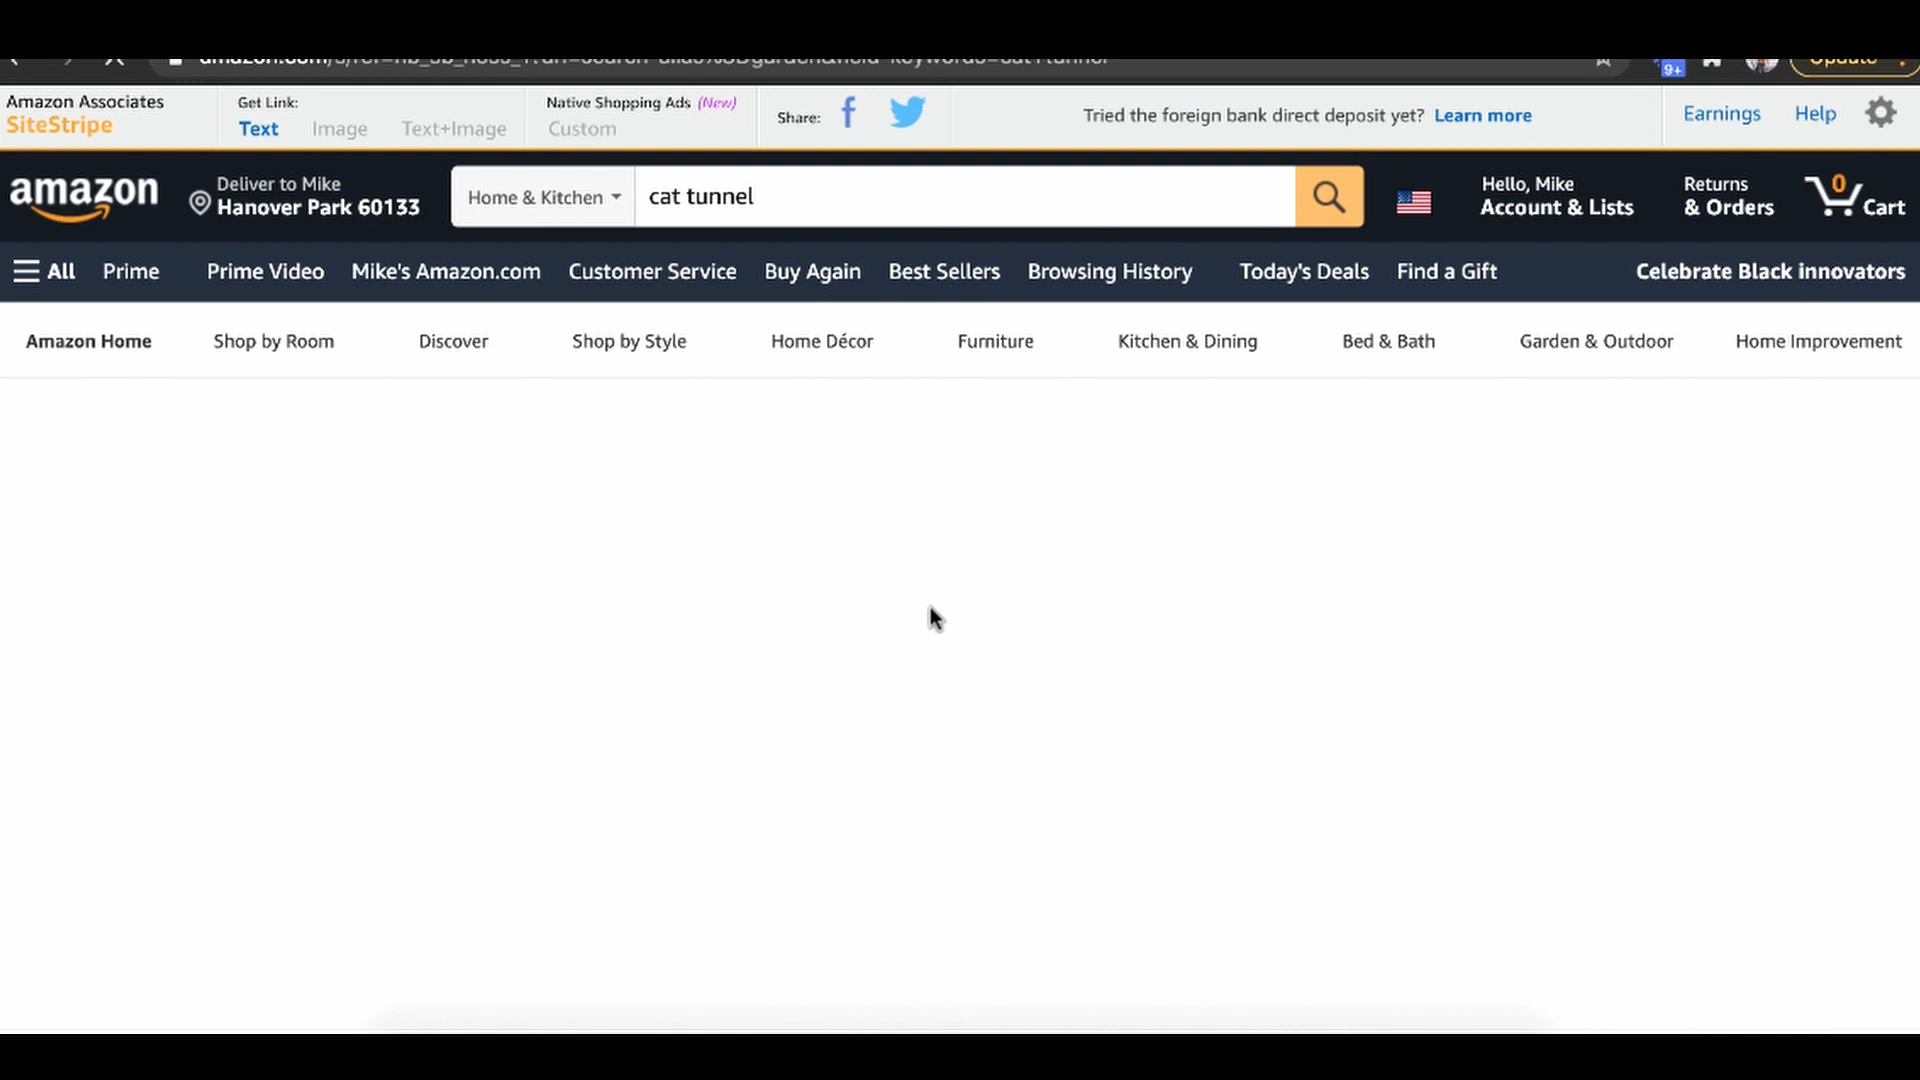 9+
Amazon Associates
SiteStripe
Get Link:
Text Image Text+Image
Native Shopping Ads (New)
Custom
Share:
Tried the foreign bank direct deposit yet? Learn more
Earnings Help
amazon
Deliver to Mike
Hanover Park 60133
Home & Kitchen
cat tunnel
Hello, Mike
Account & Lists
Returns
& Orders
0
Cart
All Prime Prime Video Mike's Amazon.com Customer Service Buy Again Best Sellers Browsing History Today's Deals Find a Gift Celebrate Black innovators
Amazon Home Shop by Room Discover Shop by Style Home Décor Furniture Kitchen & Dining Bed & Bath Garden & Outdoor Home Improvement